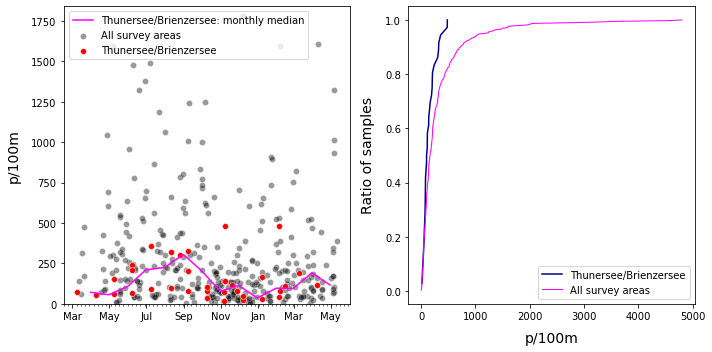 Thunersee/Brienzersee: monthly median
All survey areas
Thunersee/Brienzersee
p/100m
1750
1500
1250
1000
750
500
250
0
Mar May Jul Sep Nov Jan Mar May
Ratio of samples
1.0
0.8
0.6
0.4
0.2
0.0
Thunersee/Brienzersee
All survey areas
0 1000 2000 3000 4000 5000
p/100m